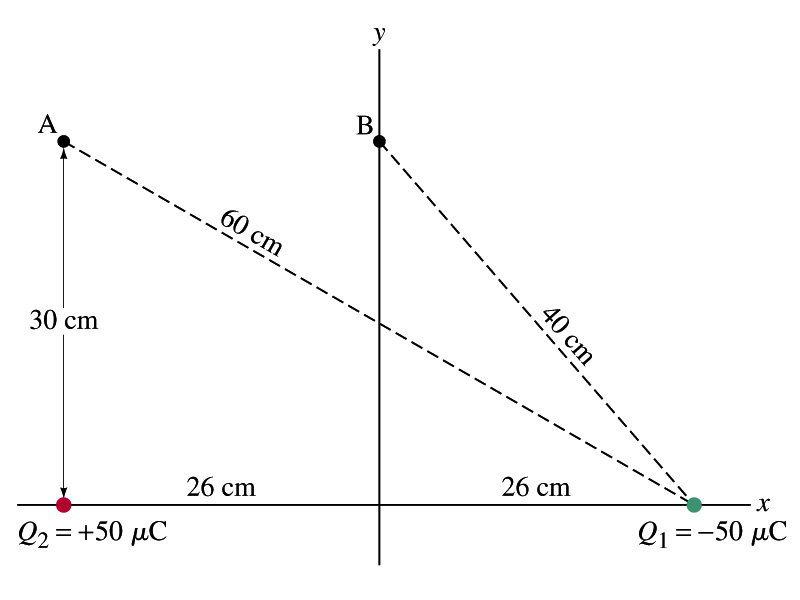 y
A
B
60 cm
30 cm
40 cm
26 cm
26 cm
x
Q₂ = +50 μC
Q₁ = −50 μC